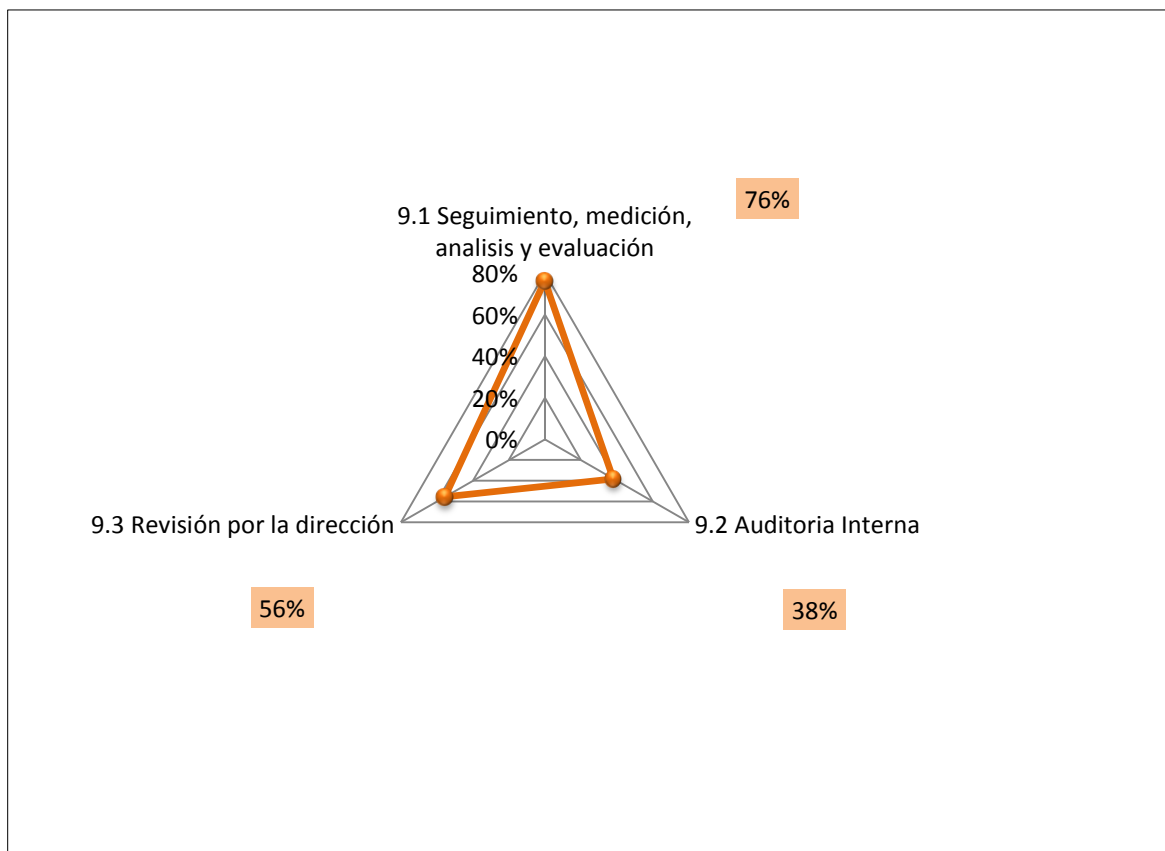 76%
9.1 Seguimiento, medición,
analisis y evaluación
80%
60%
40%
20%
0%
9.3 Revisión por la dirección
9.2 Auditoria Interna
56%
38%